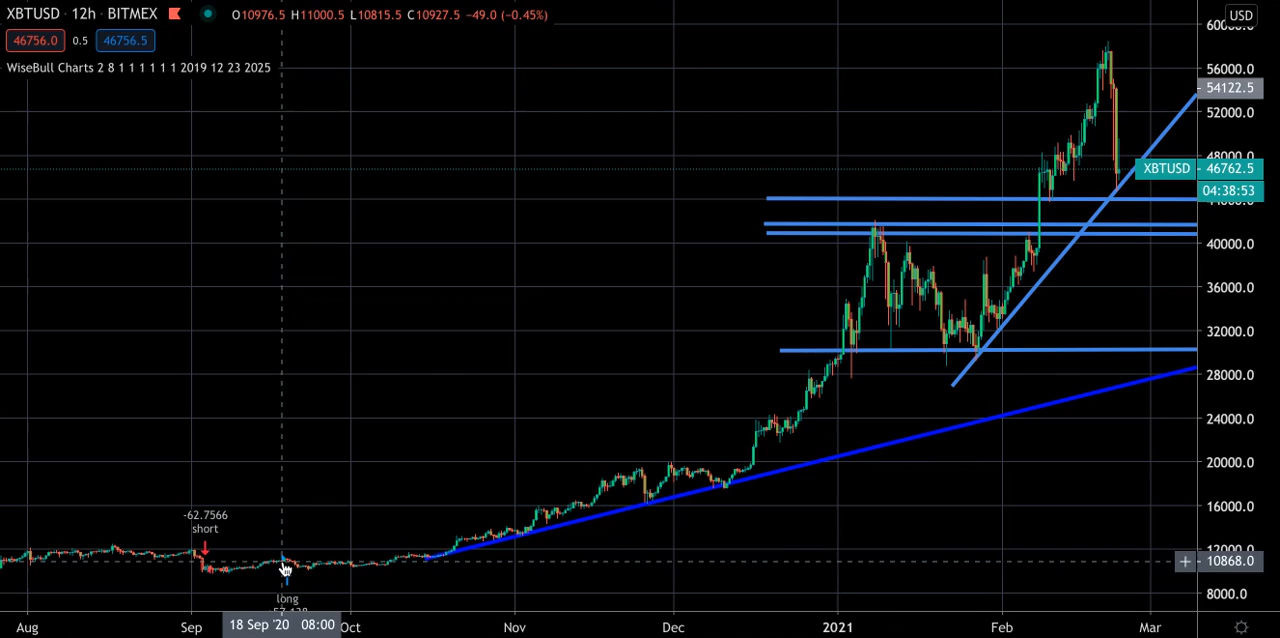 XBTUSD · 12h · BITMEX O10976.5 H11000.5 L10815.5 C10927.5 −49.0 (−0.45%)
46756.0 0.5 46756.5
WiseBull Charts 2 8 1 1 1 1 1 1 2019 12 23 2025
USD
56000.0
54122.5
52000.0
48000.0
XBTUSD 46762.5
04:38:53
40000.0
36000.0
32000.0
28000.0
24000.0
20000.0
16000.0
12000.0
10868.0
8000.0
-62.7566
short
long
Aug Sep 18 Sep '20 08:00 Oct Nov Dec 2021 Feb Mar